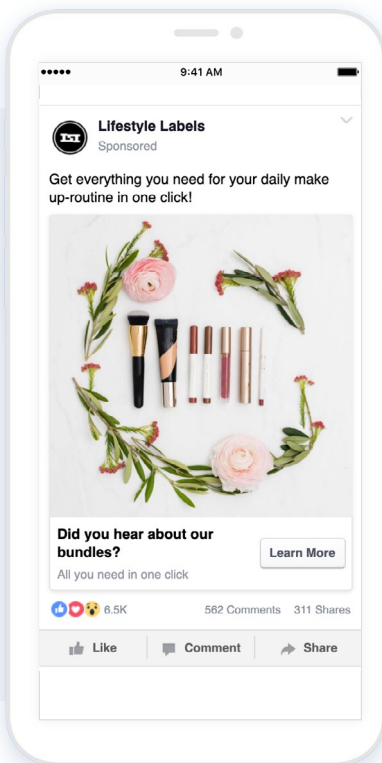 9:41 AM
Lifestyle Labels
Sponsored
Get everything you need for your daily make
up-routine in one click!
Did you hear about our
bundles?
All you need in one click
Learn More
6.5K
562 Comments 311 Shares
Like Comment Share